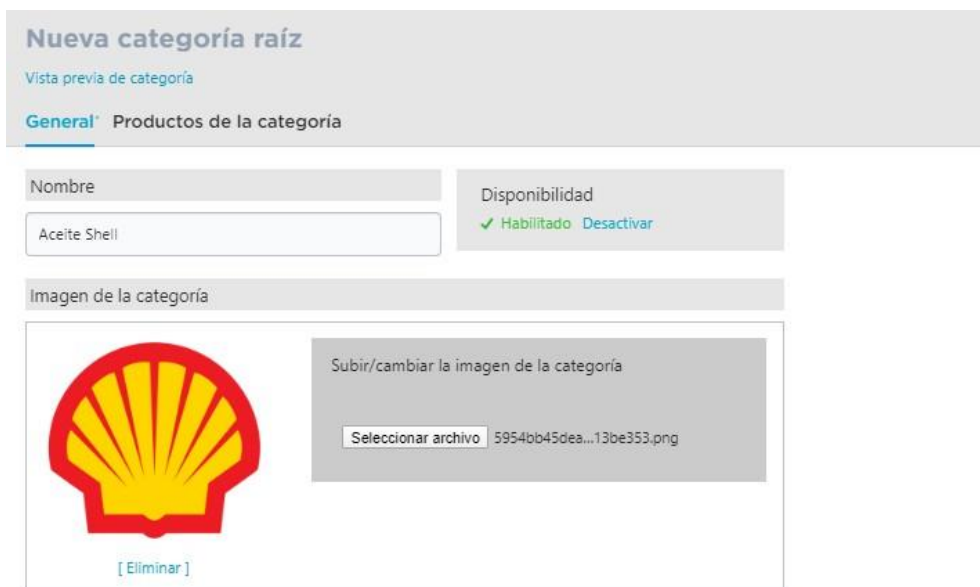 Nueva categoría raíz
Vista previa de categoría
General* Productos de la categoría
Nombre
Aceite Shell
Disponibilidad
✓ Habilitado Desactivar
Imagen de la categoría
Subir/cambiar la imagen de la categoría
Seleccionar archivo 5954bb45dea...13be353.png
[ Eliminar ]